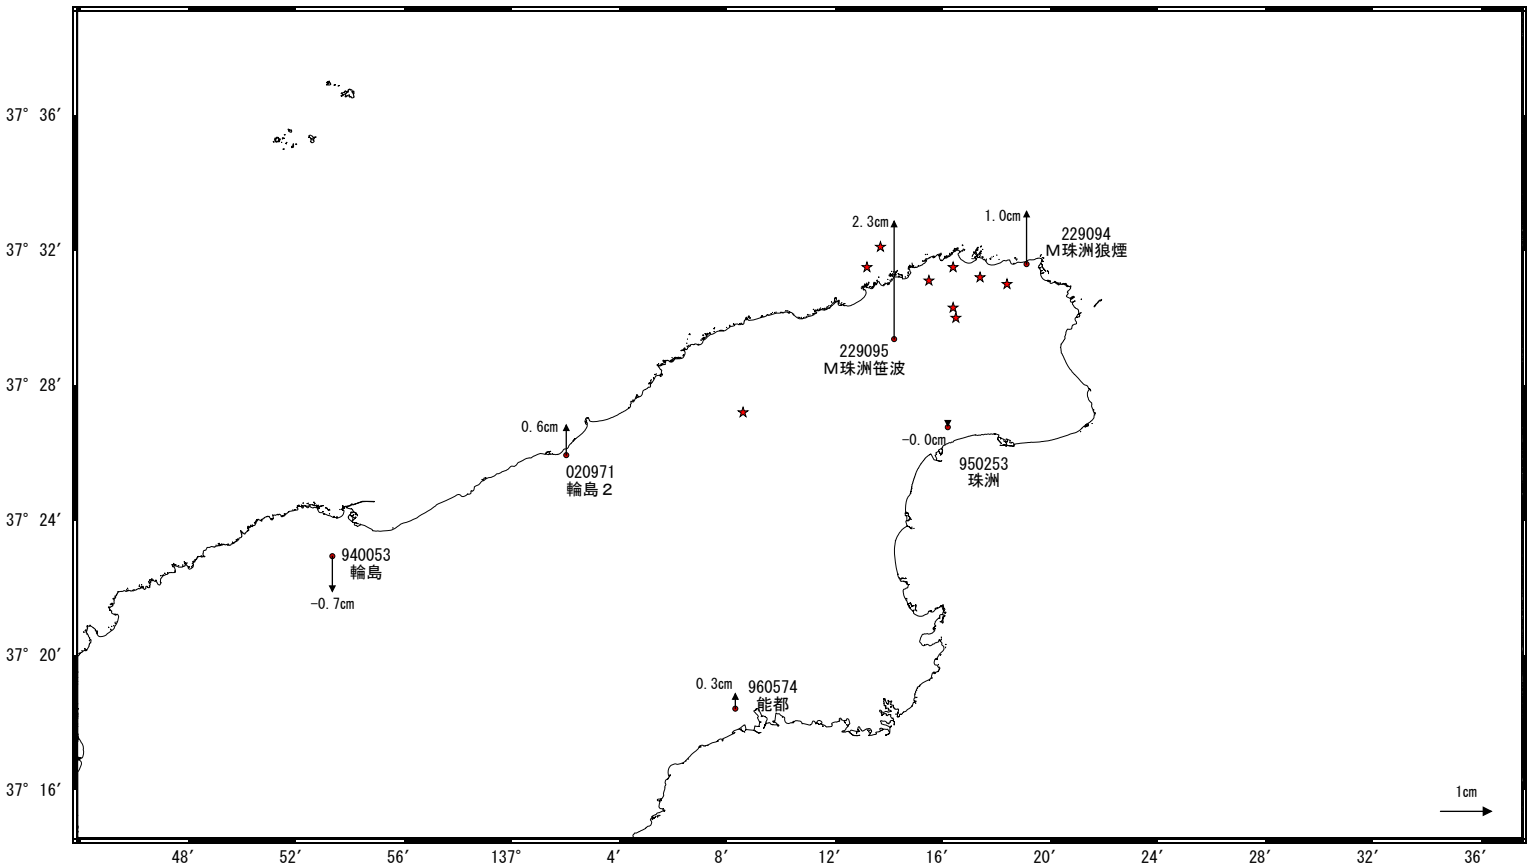 37° 36′
37° 32′
37° 28′
37° 24′
37° 20′
37° 16′
2.3cm
1.0cm
229094
M珠洲狼煙
229095
M珠洲笹波
0.6cm
020971
輪島２
-0.0cm
950253
珠洲
940053
輪島
-0.7cm
0.3cm
960574
能都
1cm
48′
52′
56′
137°
4′
8′
12′
16′
20′
24′
28′
32′
36′